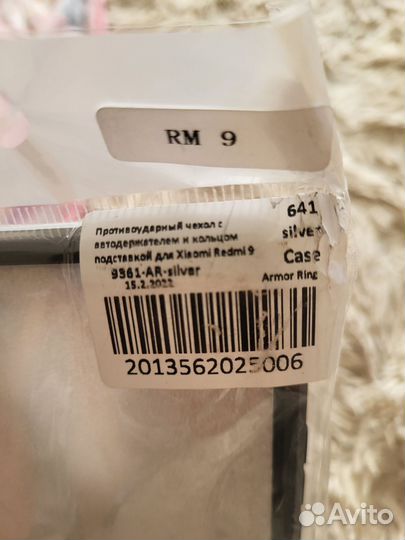 RM 9
Противоударный чехол с
автодержателем и кольцом
подставкой для Xiaomi Redmi 9
9361-AR-silver
15.2.2022
641
silver
Case
Armor Ring
2013562025006
Avito